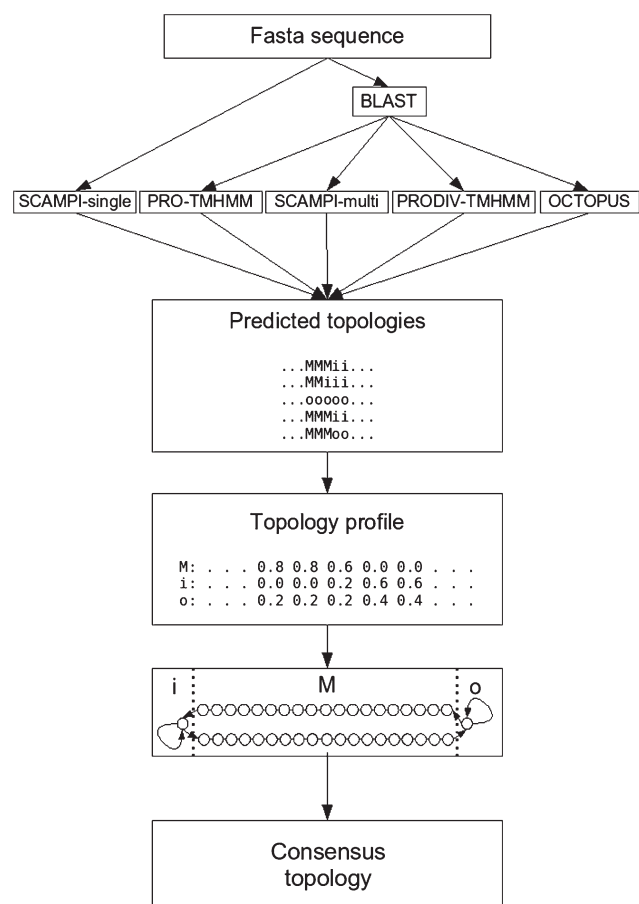 Fasta sequence
BLAST
SCAMPI-single PRO-TMHMM SCAMPI-multi PRODIV-TMHMM OCTOPUS
Predicted topologies
...MMMii...
...MMiii...
...ooooo...
...MMMii...
...MMMoo...
Topology profile
M: . . . 0.8 0.8 0.6 0.0 0.0 . . .
i: . . . 0.0 0.0 0.2 0.6 0.6 . . .
o: . . . 0.2 0.2 0.2 0.4 0.4 . . .
i M o
Consensus
topology